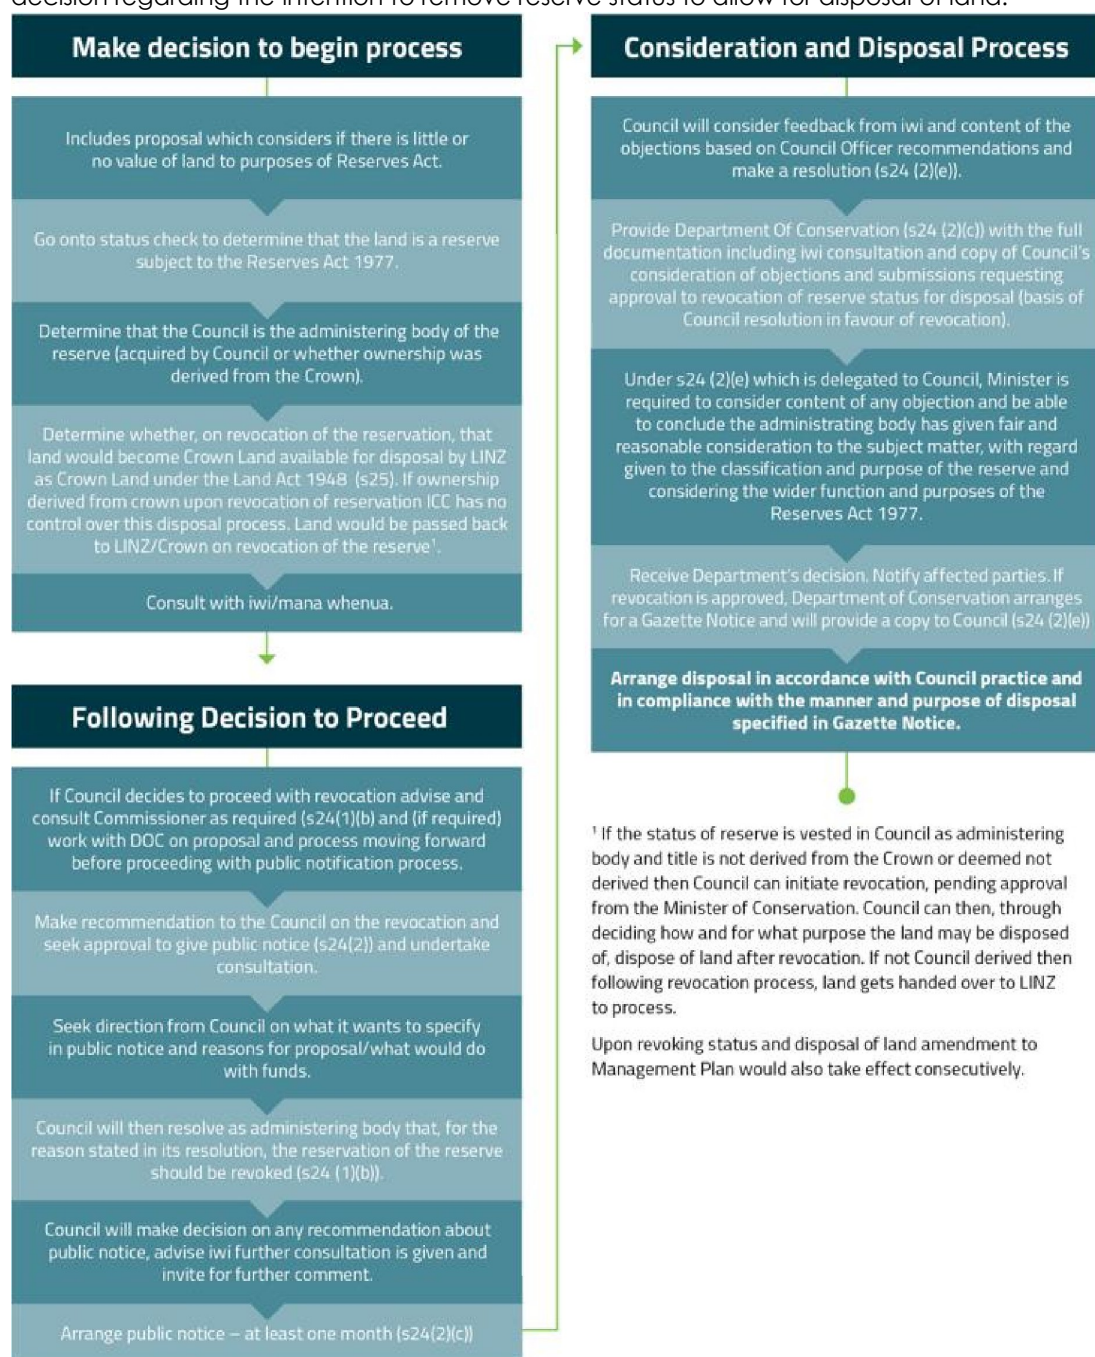 decision regarding the intention to remove reserve status to allow for disposal of land.
Make decision to begin process
Includes proposal which considers if there is little or
no value of land to purposes of Reserves Act.
Go onto status check to determine that the land is a reserve
subject to the Reserves Act 1977.
Determine that the Council is the administering body of the
reserve (acquired by Council or whether ownership was
derived from the Crown).
Determine whether, on revocation of the reservation, that
land would become Crown Land available for disposal by LINZ
as Crown Land under the Land Act 1948 (s25). If ownership
derived from crown upon revocation of reservation ICC has no
control over this disposal process. Land would be passed back
to LINZ/Crown on revocation of the reserve¹.
Consult with iwi/mana whenua.
Following Decision to Proceed
If Council decides to proceed with revocation advise and
consult Commissioner as required (s24(1)(b) and (if required)
work with DOC on proposal and process moving forward
before proceeding with public notification process.
Make recommendation to the Council on the revocation and
seek approval to give public notice (s24(2)) and undertake
consultation.
Seek direction from Council on what it wants to specify
in public notice and reasons for proposal/what would do
with funds.
Council will then resolve as administering body that, for the
reason stated in its resolution, the reservation of the reserve
should be revoked (s24 (1)(b)).
Council will make decision on any recommendation about
public notice, advise iwi further consultation is given and
invite for further comment.
Arrange public notice – at least one month (s24(2)(c))
Consideration and Disposal Process
Council will consider feedback from iwi and content of the
objections based on Council Officer recommendations and
make a resolution (s24 (2)(e)).
Provide Department Of Conservation (s24 (2)(c)) with the full
documentation including iwi consultation and copy of Council's
consideration of objections and submissions requesting
approval to revocation of reserve status for disposal (basis of
Council resolution in favour of revocation).
Under s24 (2)(e) which is delegated to Council, Minister is
required to consider content of any objection and be able
to conclude the administrating body has given fair and
reasonable consideration to the subject matter, with regard
given to the classification and purpose of the reserve and
considering the wider function and purposes of the
Reserves Act 1977.
Receive Department's decision. Notify affected parties. If
revocation is approved, Department of Conservation arranges
for a Gazette Notice and will provide a copy to Council (s24 (2)(e))
Arrange disposal in accordance with Council practice and
in compliance with the manner and purpose of disposal
specified in Gazette Notice.
¹ If the status of reserve is vested in Council as administering
body and title is not derived from the Crown or deemed not
derived then Council can initiate revocation, pending approval
from the Minister of Conservation. Council can then, through
deciding how and for what purpose the land may be disposed
of, dispose of land after revocation. If not Council derived then
following revocation process, land gets handed over to LINZ
to process.
Upon revoking status and disposal of land amendment to
Management Plan would also take effect consecutively.